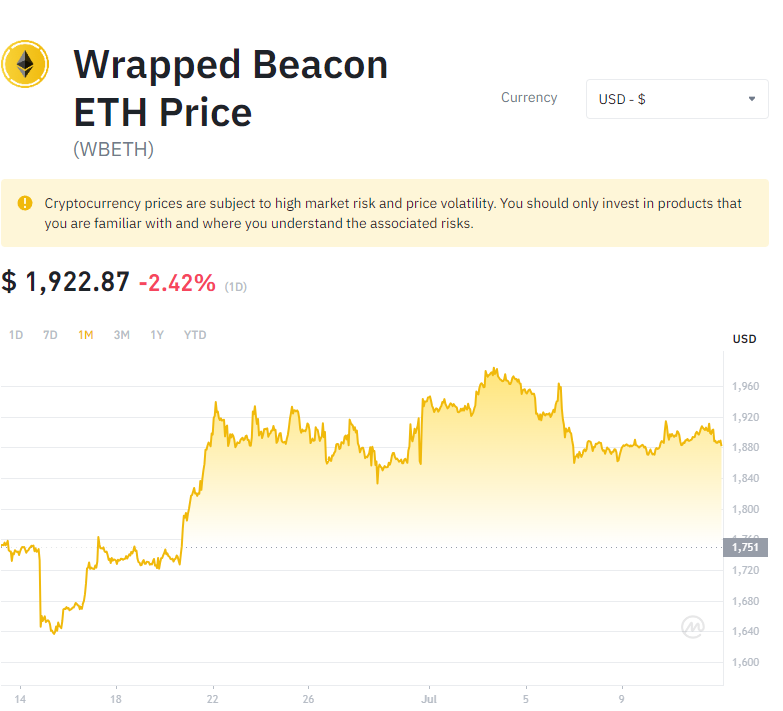 Wrapped Beacon
ETH Price
(WBETH)
Currency
USD - $
Cryptocurrency prices are subject to high market risk and price volatility. You should only invest in products that
you are familiar with and where you understand the associated risks.
$ 1,922.87 -2.42% (1D)
1D 7D 1M 3M 1Y YTD
USD
1,960
1,920
1,880
1,840
1,800
1,751
1,720
1,680
1,640
1,600
14 18 22 26 Jul 5 9